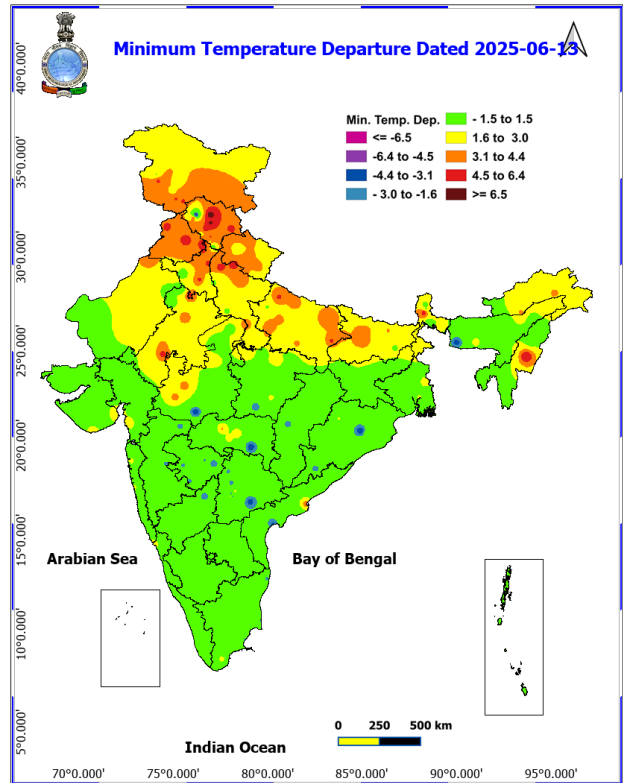 Minimum Temperature Departure Dated 2025-06-13
Min. Temp. Dep.
<= -6.5
-6.4 to -4.5
-4.4 to -3.1
- 3.0 to -1.6
- 1.5 to 1.5
1.6 to 3.0
3.1 to 4.4
4.5 to 6.4
>= 6.5
40°0.000'
35°0.000'
30°0.000'
25°0.000'
20°0.000'
15°0.000'
10°0.000'
5°0.000'
Arabian Sea
Bay of Bengal
Indian Ocean
0 250 500 km
70°0.000' 75°0.000' 80°0.000' 85°0.000' 90°0.000' 95°0.000'